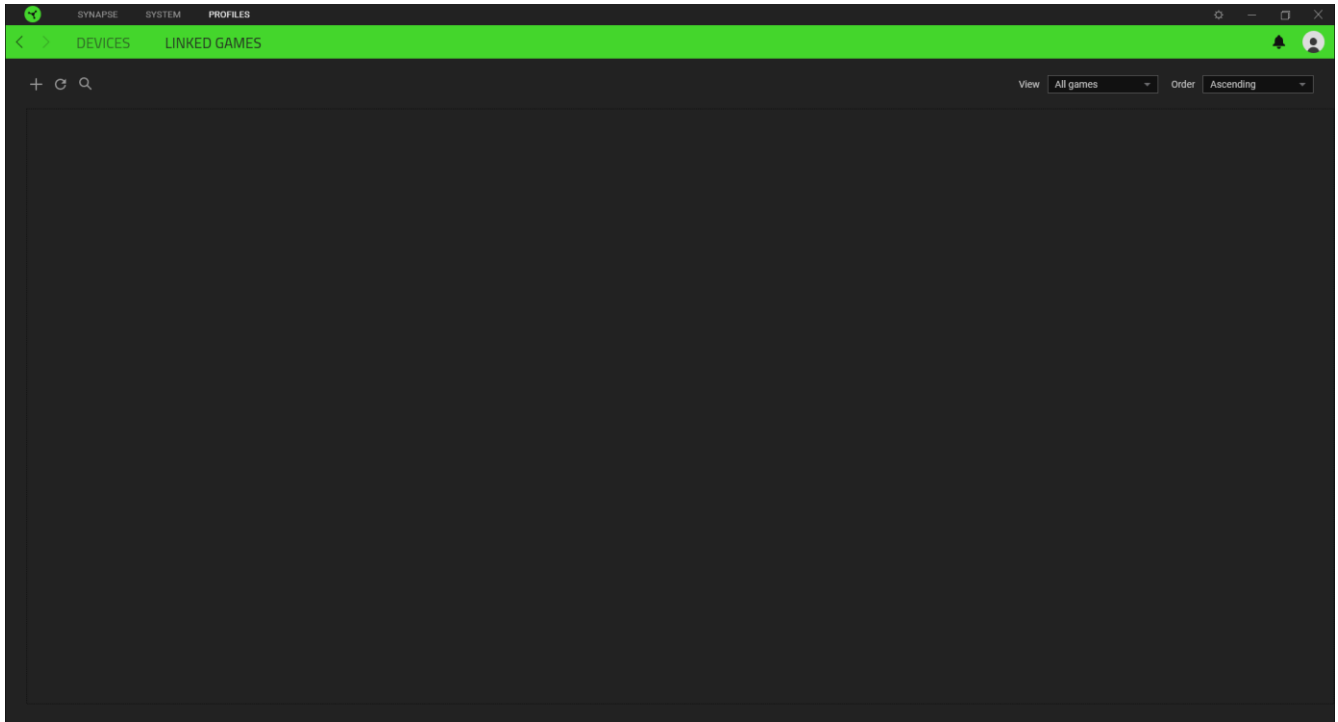 SYNAPSE SYSTEM PROFILES
DEVICES LINKED GAMES
View All games Order Ascending